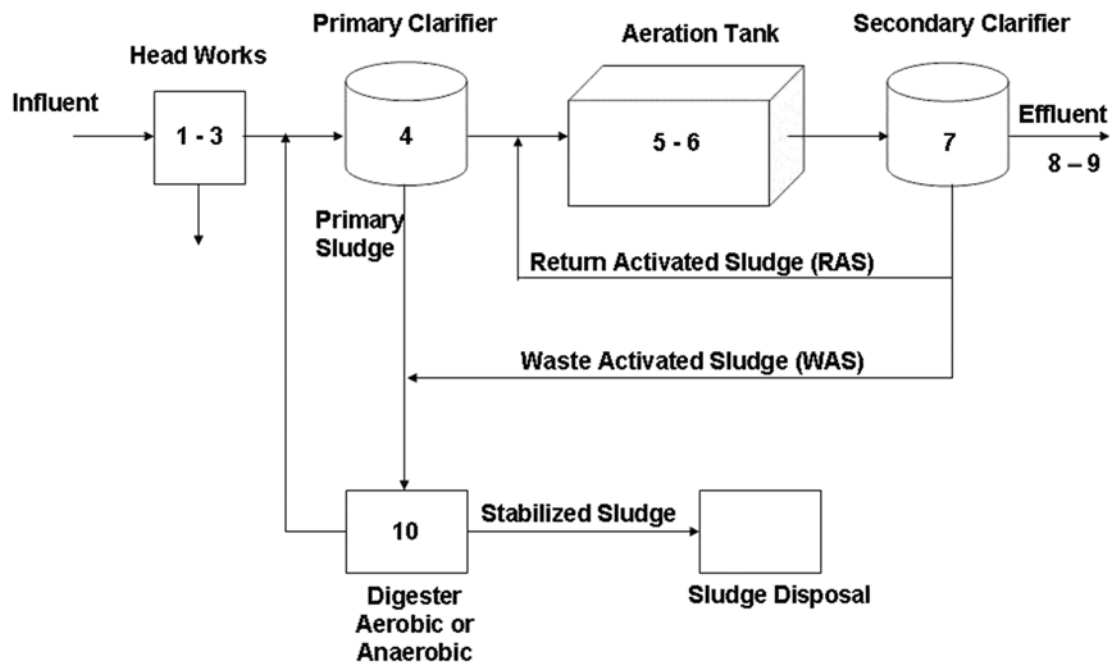 Primary Clarifier
Aeration Tank
Secondary Clarifier
Head Works
Influent
1 - 3
4
5 - 6
7
Effluent
8 – 9
Primary
Sludge
Return Activated Sludge (RAS)
Waste Activated Sludge (WAS)
10
Stabilized Sludge
Digester
Aerobic or
Anaerobic
Sludge Disposal